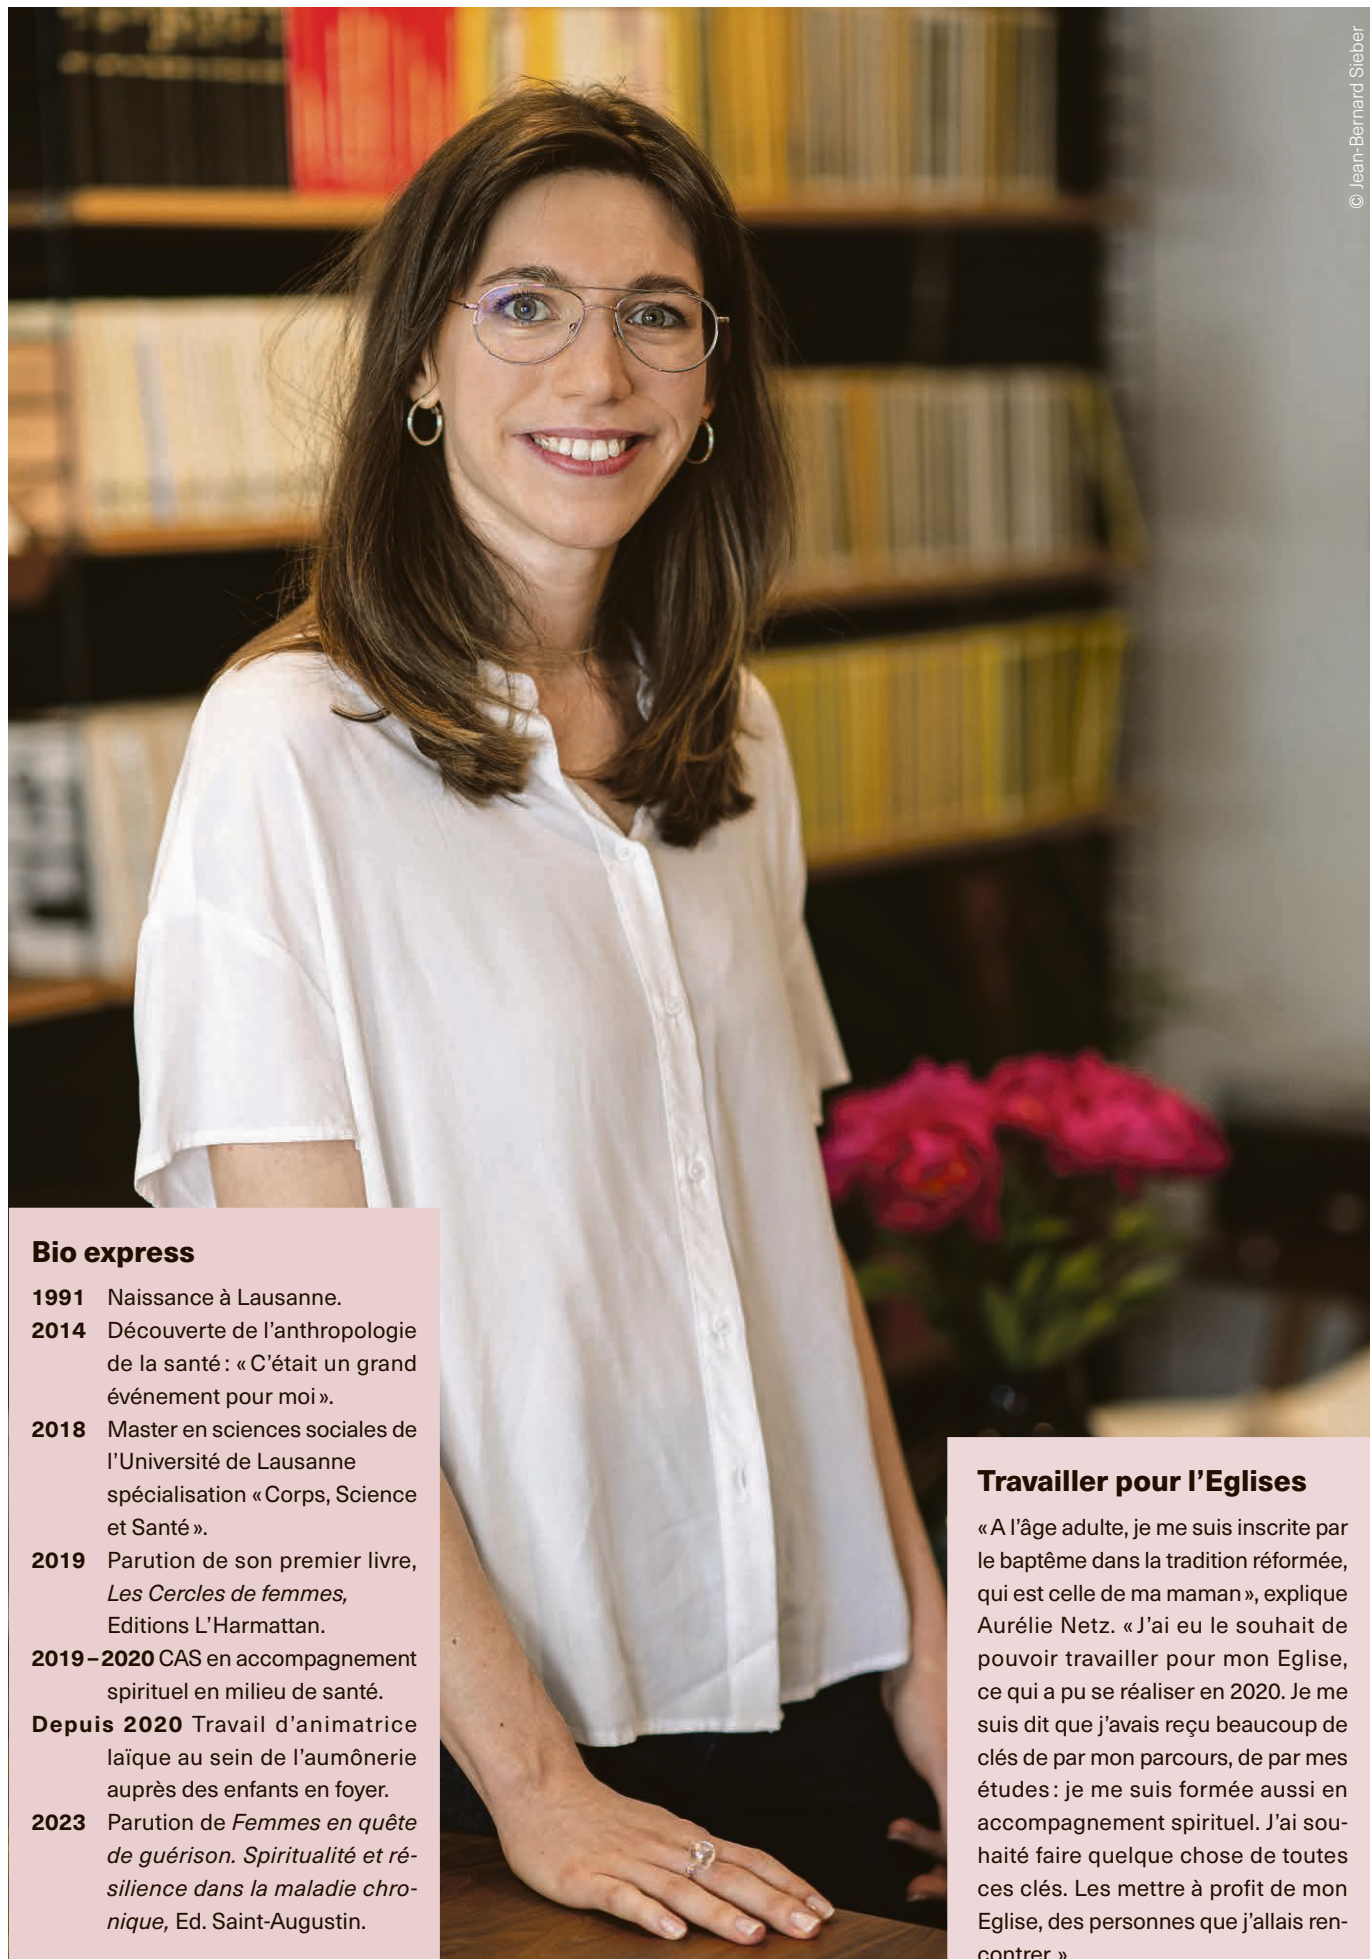 © Jean-Bernard Sieber
Bio express
1991 Naissance à Lausanne.
2014 Découverte de l'anthropologie
de la santé : « C'était un grand
événement pour moi ».
2018 Master en sciences sociales de
l'Université de Lausanne
spécialisation « Corps, Science
et Santé ».
2019 Parution de son premier livre,
Les Cercles de femmes,
Editions L'Harmattan.
2019 – 2020 CAS en accompagnement
spirituel en milieu de santé.
Depuis 2020 Travail d'animatrice
laïque au sein de l'aumônerie
auprès des enfants en foyer.
2023 Parution de Femmes en quête
de guérison. Spiritualité et ré-
silience dans la maladie chro-
nique, Ed. Saint-Augustin.
Travailler pour l'Eglises
« A l'âge adulte, je me suis inscrite par
le baptême dans la tradition réformée,
qui est celle de ma maman », explique
Aurélie Netz. « J'ai eu le souhait de
pouvoir travailler pour mon Eglise,
ce qui a pu se réaliser en 2020. Je me
suis dit que j'avais reçu beaucoup de
clés de par mon parcours, de par mes
études : je me suis formée aussi en
accompagnement spirituel. J'ai sou-
haité faire quelque chose de toutes
ces clés. Les mettre à profit de mon
Eglise, des personnes que j'allais ren-
contrer. »